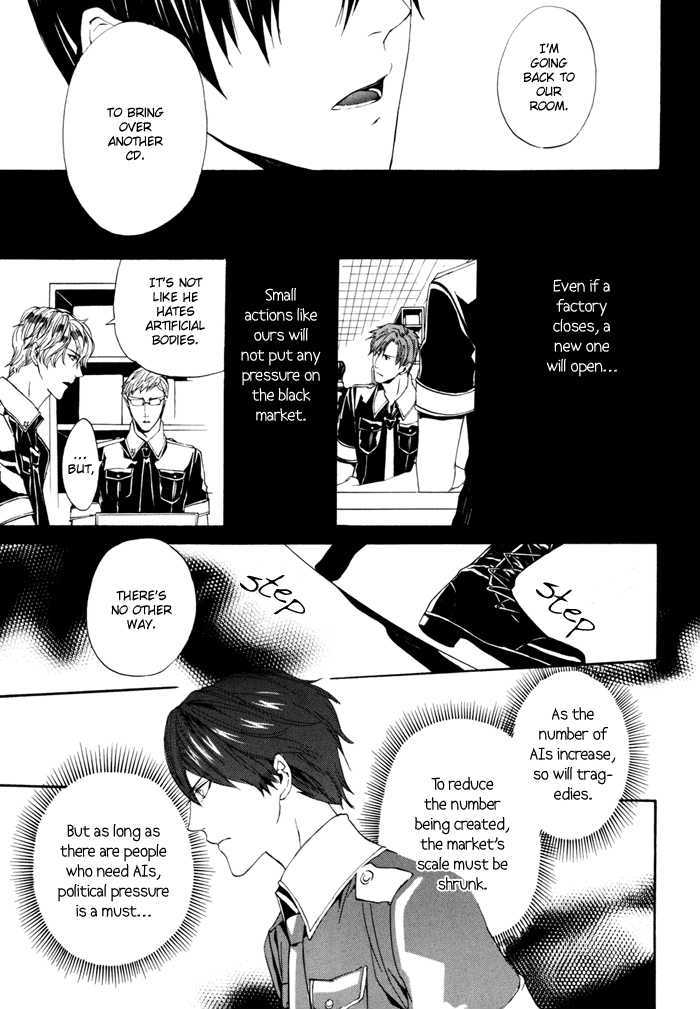 I'M
GOING
BACK TO
OUR
ROOM.
TO BRING
OVER
ANOTHER
CD.
Even if a
factory
closes, a
new one
will open...
Small
actions like
ours will
not put any
pressure on
the black
market.
IT'S NOT
LIKE HE
HATES
ARTIFICIAL
BODIES.
...
BUT,
step
step
THERE'S
NO OTHER
WAY.
As the
number of
AIs increase,
so will trag-
edies.
To reduce
the number
being created,
the market's
scale must be
shrunk.
But as long as
there are people
who need AIs,
political pressure
is a must...